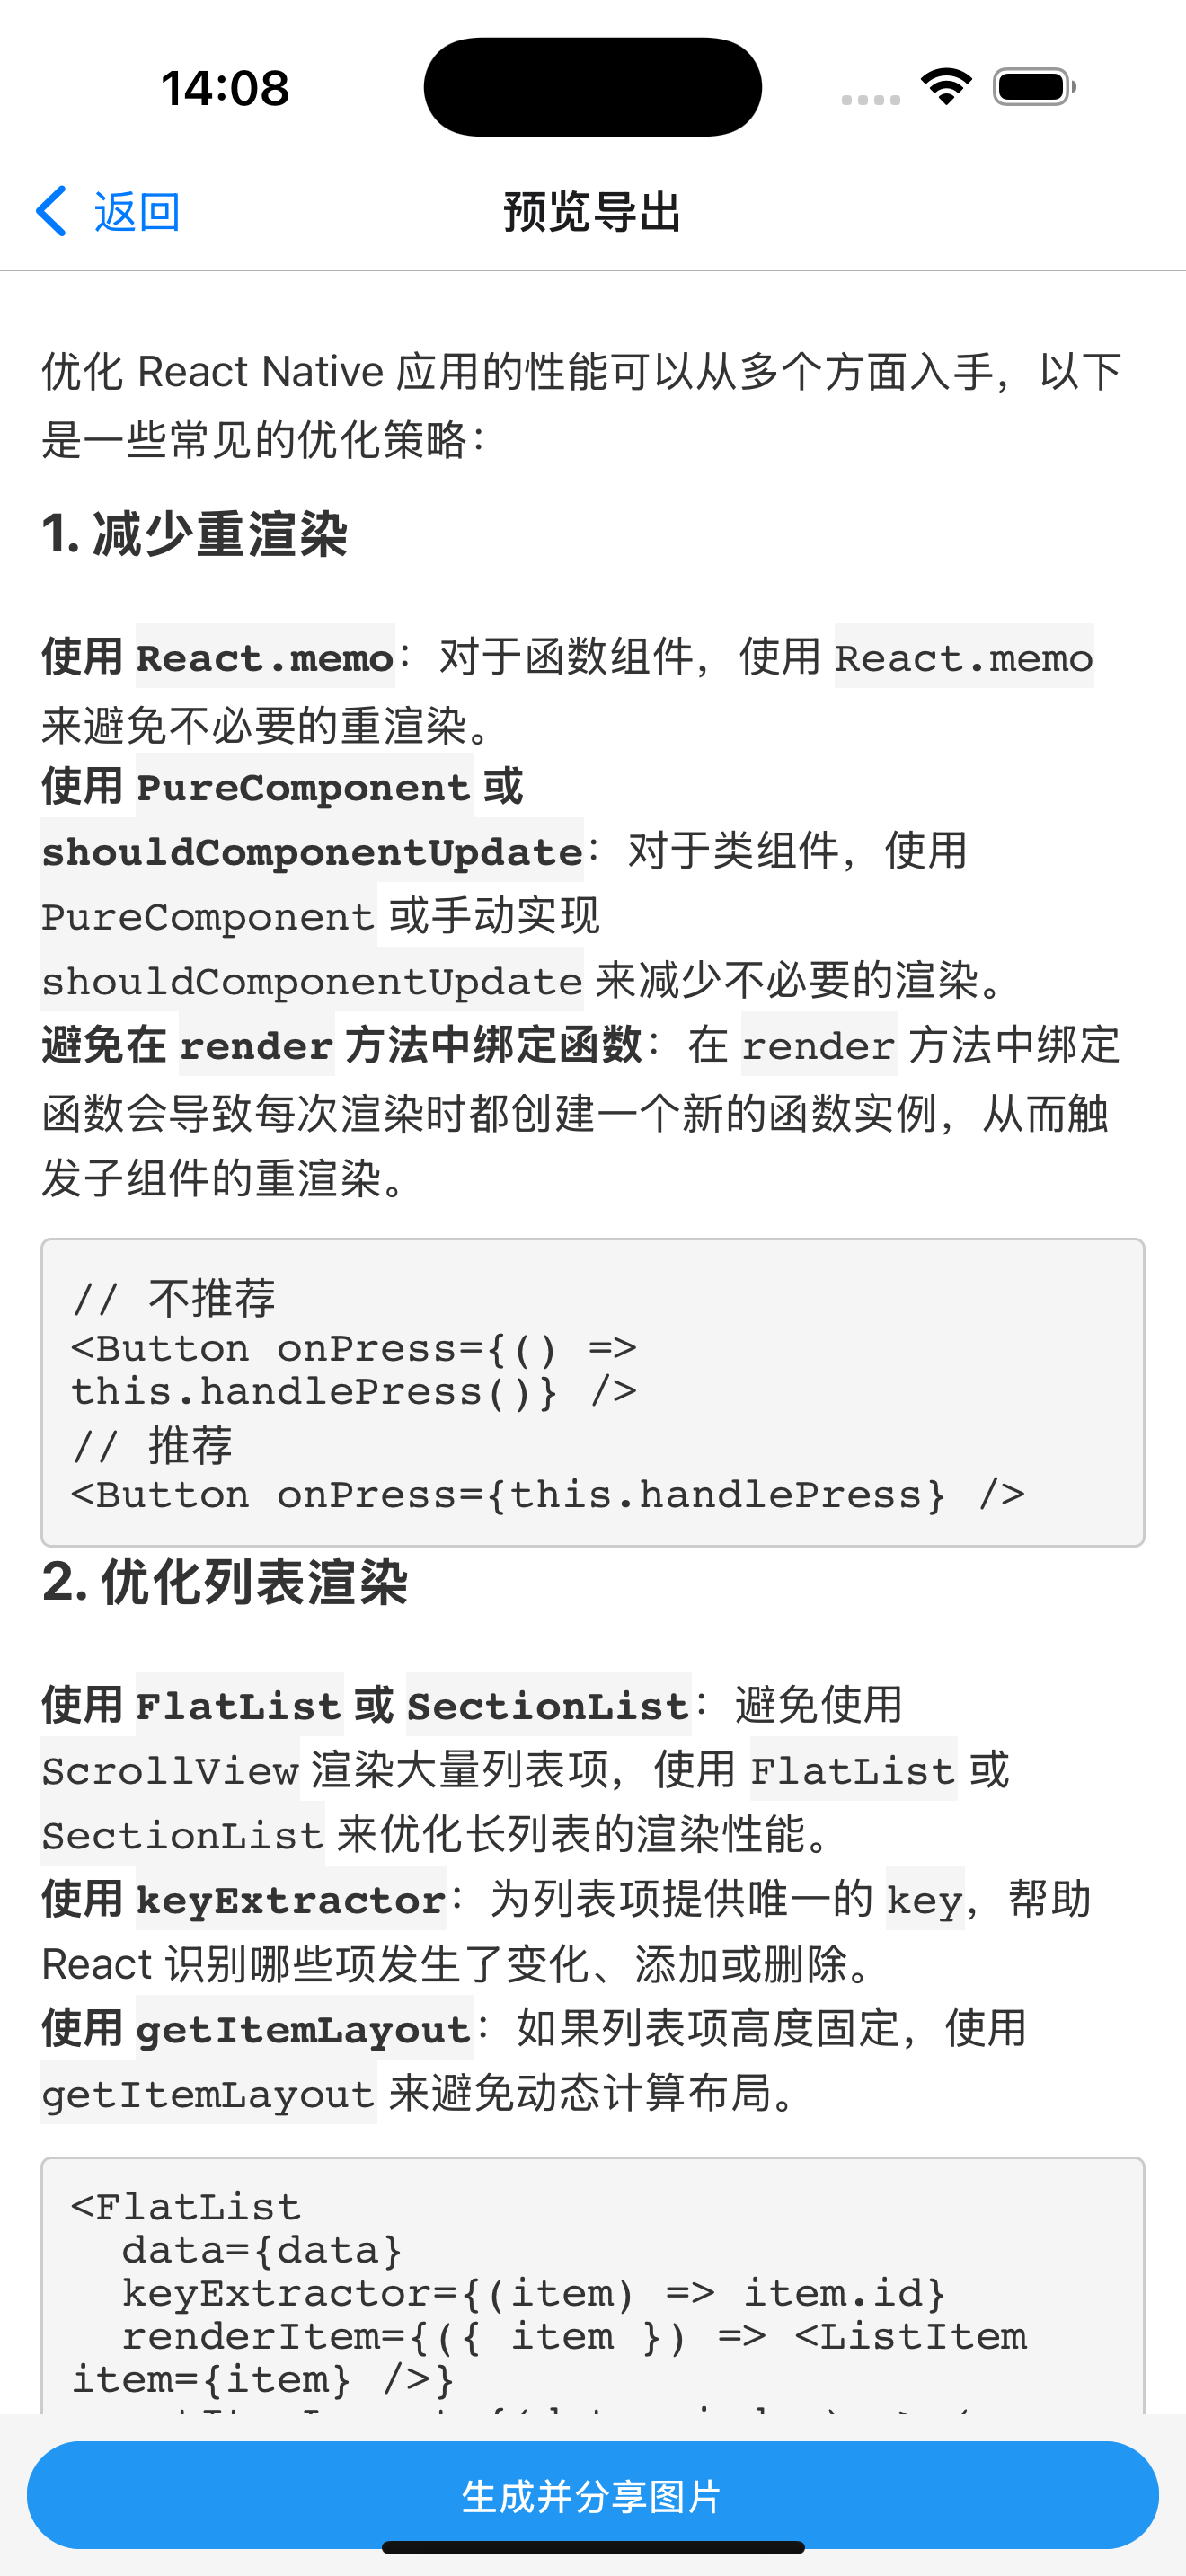 14:08
返回
预览导出
优化 React Native 应用的性能可以从多个方面入手，以下
是一些常见的优化策略：
1. 减少重渲染
使用 React.memo：对于函数组件，使用 React.memo
来避免不必要的重渲染。
使用 PureComponent 或
shouldComponentUpdate：对于类组件，使用
PureComponent 或手动实现
shouldComponentUpdate 来减少不必要的渲染。
避免在 render 方法中绑定函数：在 render 方法中绑定
函数会导致每次渲染时都创建一个新的函数实例，从而触
发子组件的重渲染。
// 不推荐
<Button onPress={() =>
this.handlePress()} />
// 推荐
<Button onPress={this.handlePress} />
2. 优化列表渲染
使用 FlatList 或 SectionList：避免使用
ScrollView 渲染大量列表项，使用 FlatList 或
SectionList 来优化长列表的渲染性能。
使用 keyExtractor：为列表项提供唯一的 key，帮助
React 识别哪些项发生了变化、添加或删除。
使用 getItemLayout：如果列表项高度固定，使用
getItemLayout 来避免动态计算布局。
<FlatList
  data={data}
  keyExtractor={(item) => item.id}
  renderItem={({ item }) => <ListItem
item={item} />}
生成并分享图片